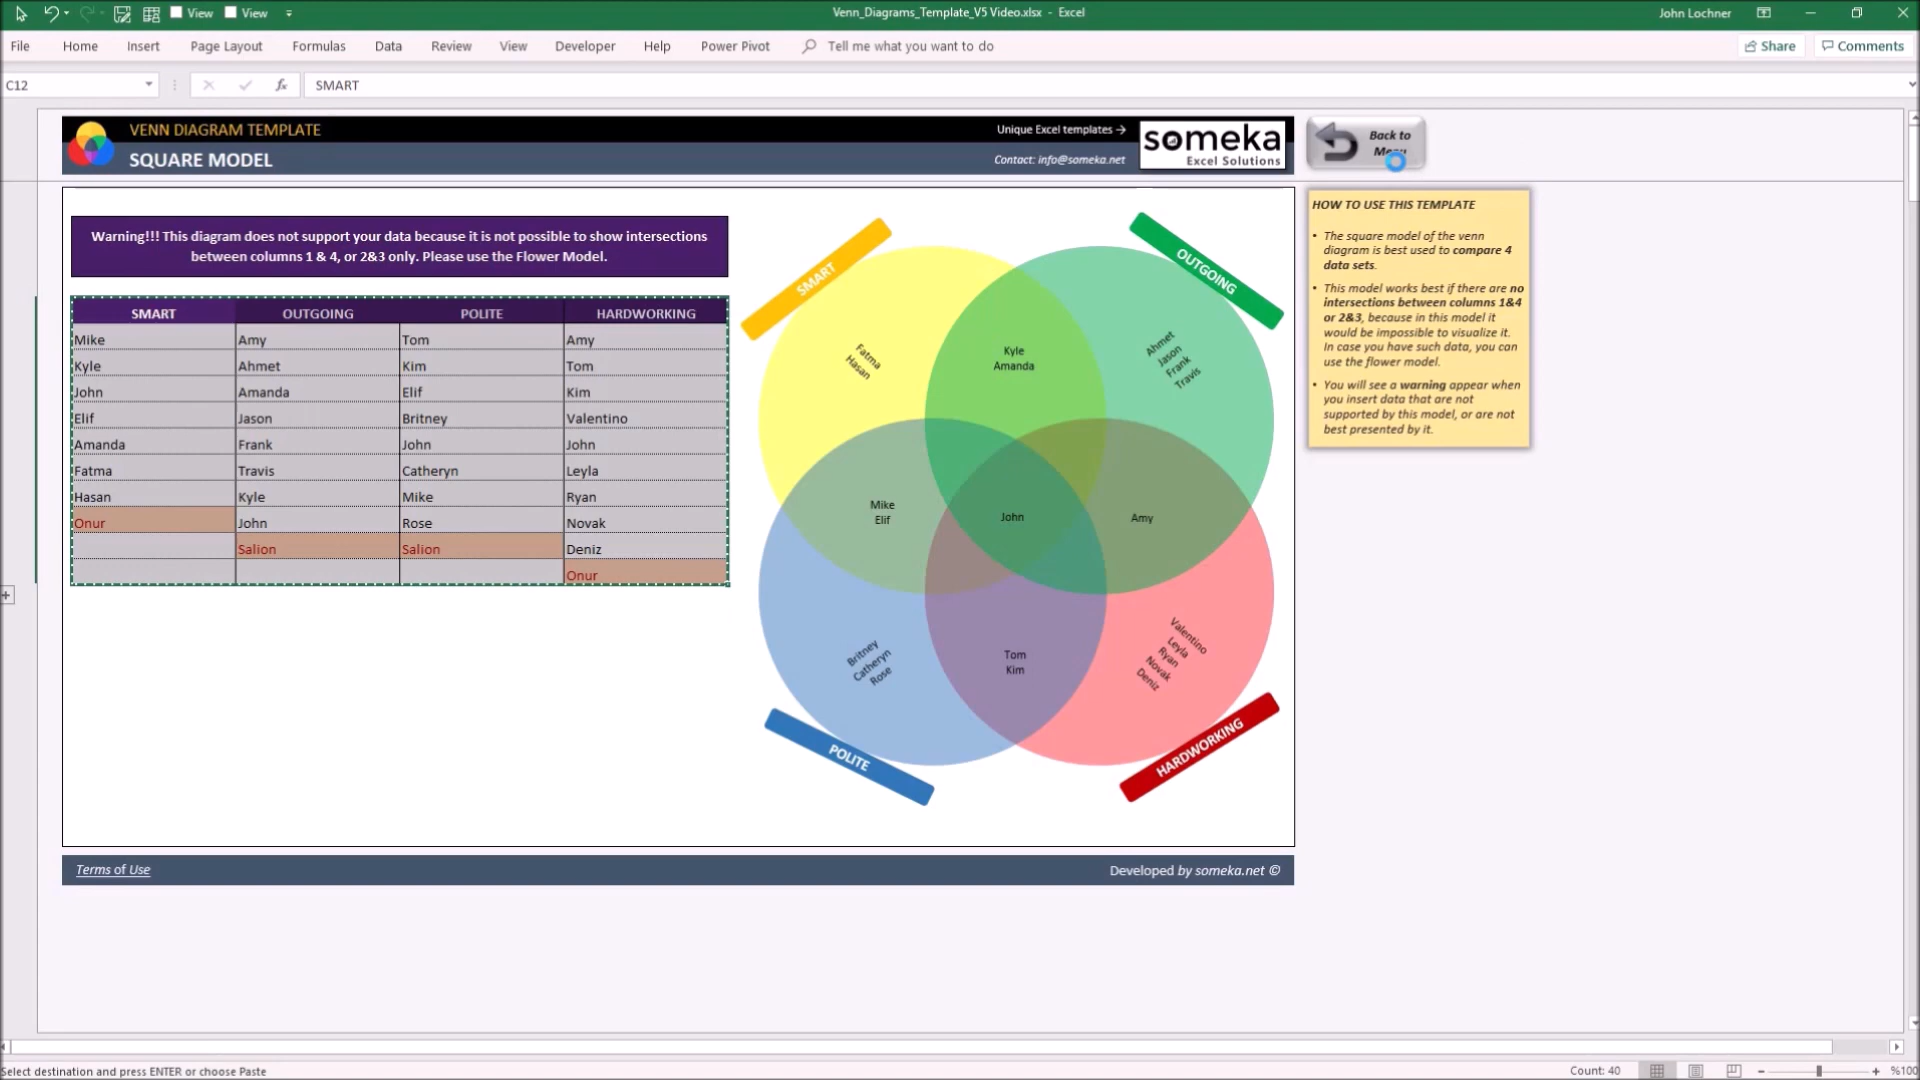 View
View
Venn_Diagrams_Template_V5 Video.xlsx - Excel
John Lochner
File Home Insert Page Layout Formulas Data Review View Developer Help Power Pivot Tell me what you want to do Share Comments
C12
fx
SMART
VENN DIAGRAM TEMPLATE
SQUARE MODEL
Unique Excel templates →
Contact: info@someka.net
someka
Excel Solutions
Back to
Menu
Warning!!! This diagram does not support your data because it is not possible to show intersections
between columns 1 & 4, or 2&3 only. Please use the Flower Model.
SMART OUTGOING POLITE HARDWORKING
Mike Amy Tom Amy
Kyle Ahmet Kim Tom
John Amanda Elif Kim
Elif Jason Britney Valentino
Amanda Frank John John
Fatma Travis Catheryn Leyla
Hasan Kyle Mike Ryan
Onur John Rose Novak
Salion Salion Deniz
Onur
SMART
OUTGOING
Fatma
Hasan
Kyle
Amanda
Ahmet
Jason
Frank
Travis
Mike
Elif
John
Amy
Britney
Catheryn
Rose
Tom
Kim
Valentino
Leyla
Ryan
Novak
Deniz
POLITE
HARDWORKING
HOW TO USE THIS TEMPLATE
• The square model of the venn
diagram is best used to compare 4
data sets.
• This model works best if there are no
intersections between columns 1&4
or 2&3, because in this model it
would be impossible to visualize it.
In case you have such data, you can
use the flower model.
• You will see a warning appear when
you insert data that are not
supported by this model, or are not
best presented by it.
Terms of Use
Developed by someka.net ©
Select destination and press ENTER or choose Paste
Count: 40
%100